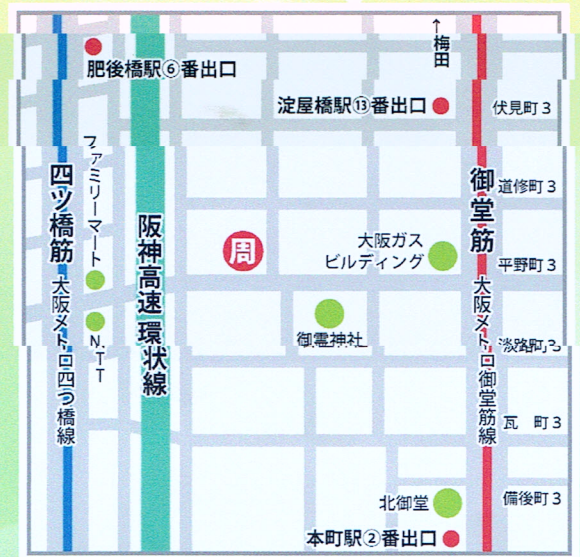 ↑梅田
肥後橋駅⑥番出口
淀屋橋駅⑬番出口
伏見町3
ファミリーマート
四ツ橋筋
大阪メトロ四つ橋線
阪神高速 環状線
御堂筋
大阪メトロ御堂筋線
道修町3
周
大阪ガス
ビルディング
平野町3
御霊神社
淡路町3
NTT
瓦 町3
北御堂
備後町3
本町駅②番出口